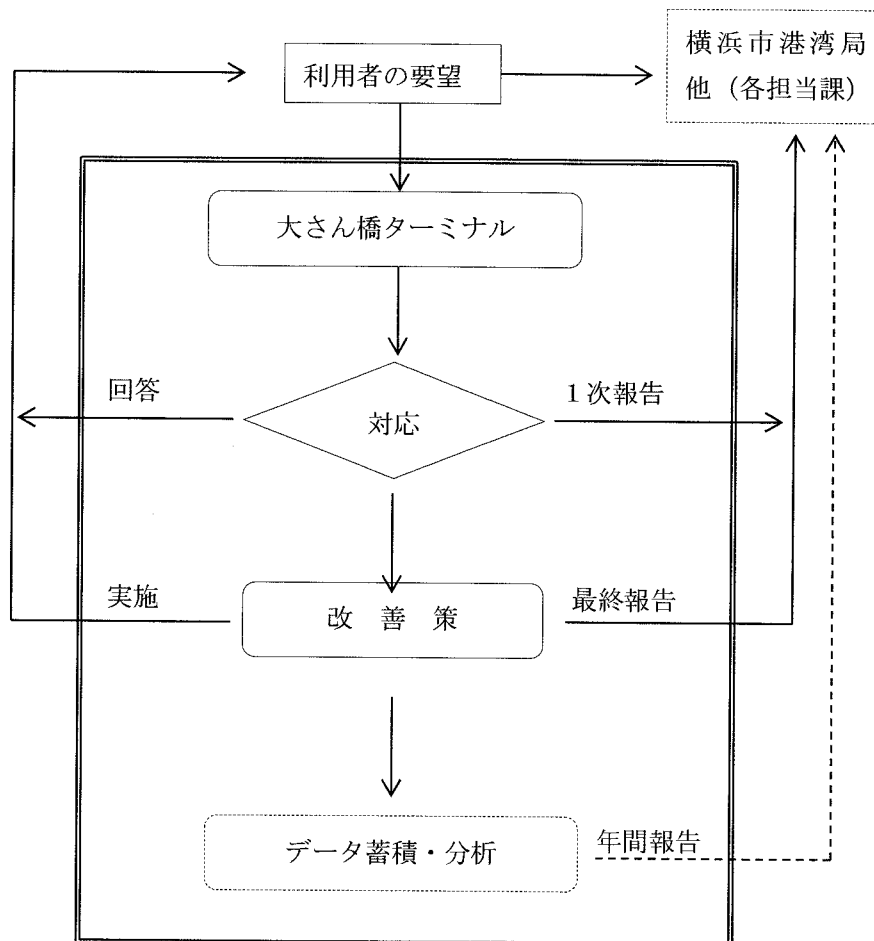 利用者の要望
横浜市港湾局
他（各担当課）
大さん橋ターミナル
回答
対応
１次報告
実施
改善策
最終報告
データ蓄積・分析
年間報告